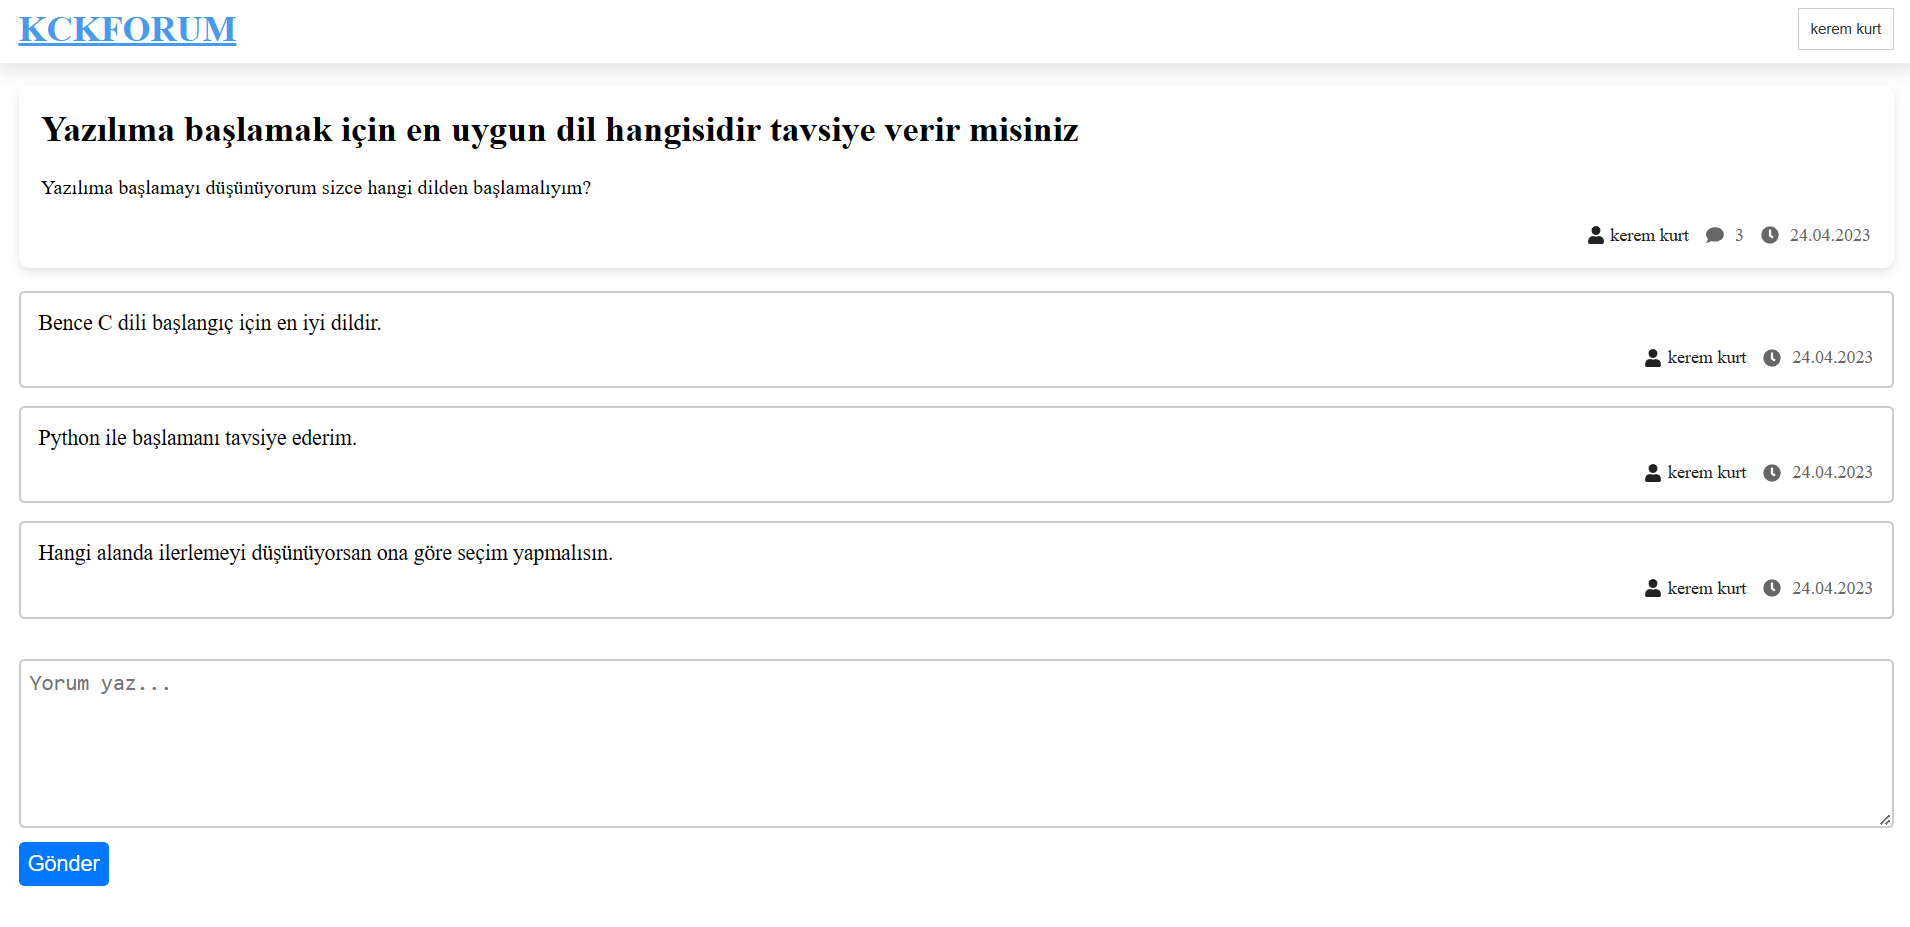 KCKFORUM
kerem kurt
Yazılıma başlamak için en uygun dil hangisidir tavsiye verir misiniz
Yazılıma başlamayı düşünüyorum sizce hangi dilden başlamalıyım?
kerem kurt 3 24.04.2023
Bence C dili başlangıç için en iyi dildir.
kerem kurt 24.04.2023
Python ile başlamanı tavsiye ederim.
kerem kurt 24.04.2023
Hangi alanda ilerlemeyi düşünüyorsan ona göre seçim yapmalısın.
kerem kurt 24.04.2023
Yorum yaz...
Gönder